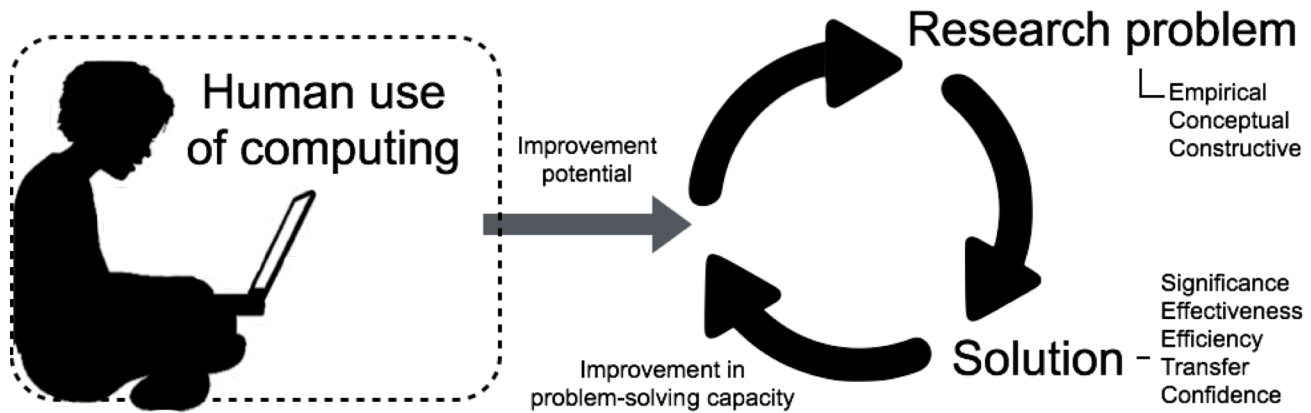 Human use
of computing
Improvement
potential
Research problem
Empirical
Conceptual
Constructive
Solution
Significance
Effectiveness
Efficiency
Transfer
Confidence
Improvement in
problem-solving capacity